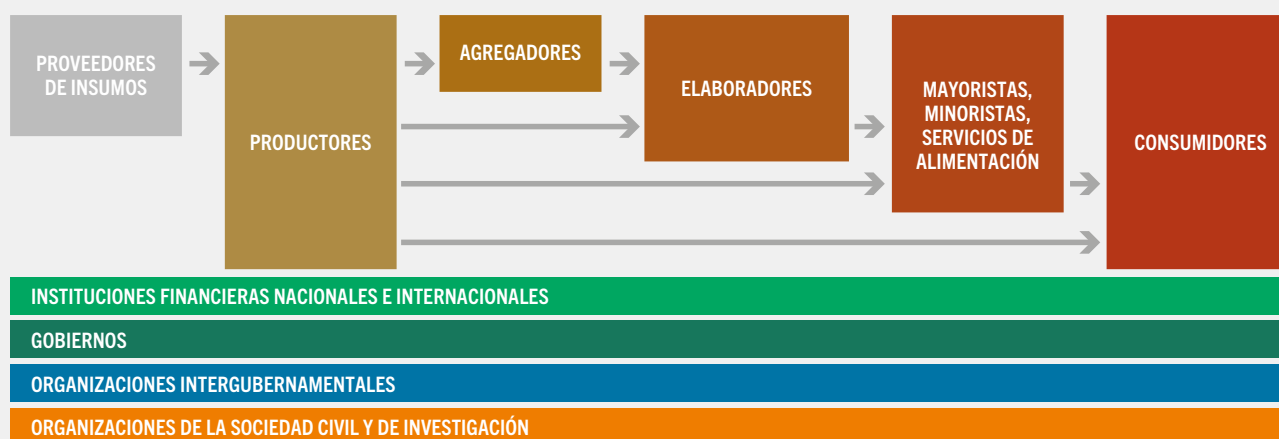 PROVEEDORES
DE INSUMOS
PRODUCTORES
AGREGADORES
ELABORADORES
MAYORISTAS,
MINORISTAS,
SERVICIOS DE
ALIMENTACIÓN
CONSUMIDORES
INSTITUCIONES FINANCIERAS NACIONALES E INTERNACIONALES
GOBIERNOS
ORGANIZACIONES INTERGUBERNAMENTALES
ORGANIZACIONES DE LA SOCIEDAD CIVIL Y DE INVESTIGACIÓN